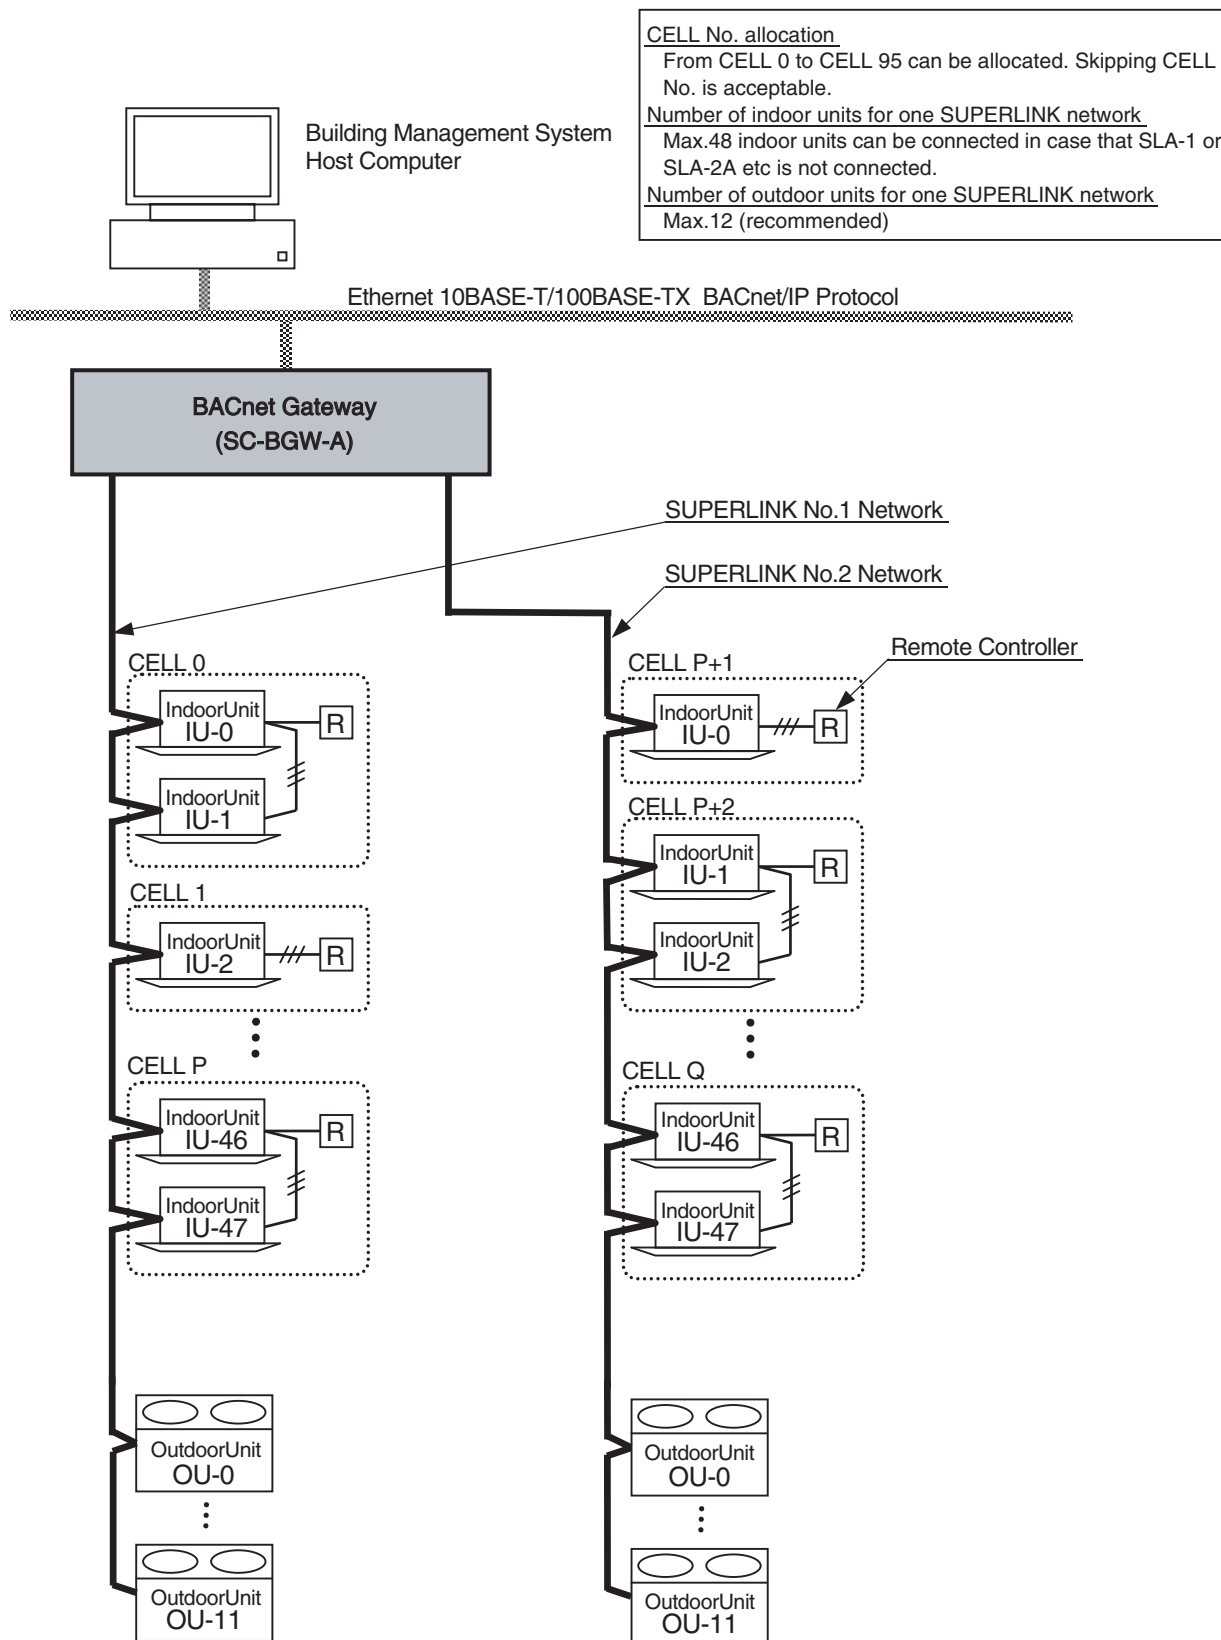 CELL No. allocation
From CELL 0 to CELL 95 can be allocated. Skipping CELL
No. is acceptable.
Number of indoor units for one SUPERLINK network
Max.48 indoor units can be connected in case that SLA-1 or
SLA-2A etc is not connected.
Number of outdoor units for one SUPERLINK network
Max.12 (recommended)
Building Management System
Host Computer
Ethernet 10BASE-T/100BASE-TX BACnet/IP Protocol
BACnet Gateway
(SC-BGW-A)
SUPERLINK No.1 Network
SUPERLINK No.2 Network
Remote Controller
CELL 0
IndoorUnit
IU-0
R
IndoorUnit
IU-1
CELL 1
IndoorUnit
IU-2
R
CELL P
IndoorUnit
IU-46
R
IndoorUnit
IU-47
OutdoorUnit
OU-0
OutdoorUnit
OU-11
CELL P+1
IndoorUnit
IU-0
R
CELL P+2
IndoorUnit
IU-1
R
IndoorUnit
IU-2
CELL Q
IndoorUnit
IU-46
R
IndoorUnit
IU-47
OutdoorUnit
OU-0
OutdoorUnit
OU-11